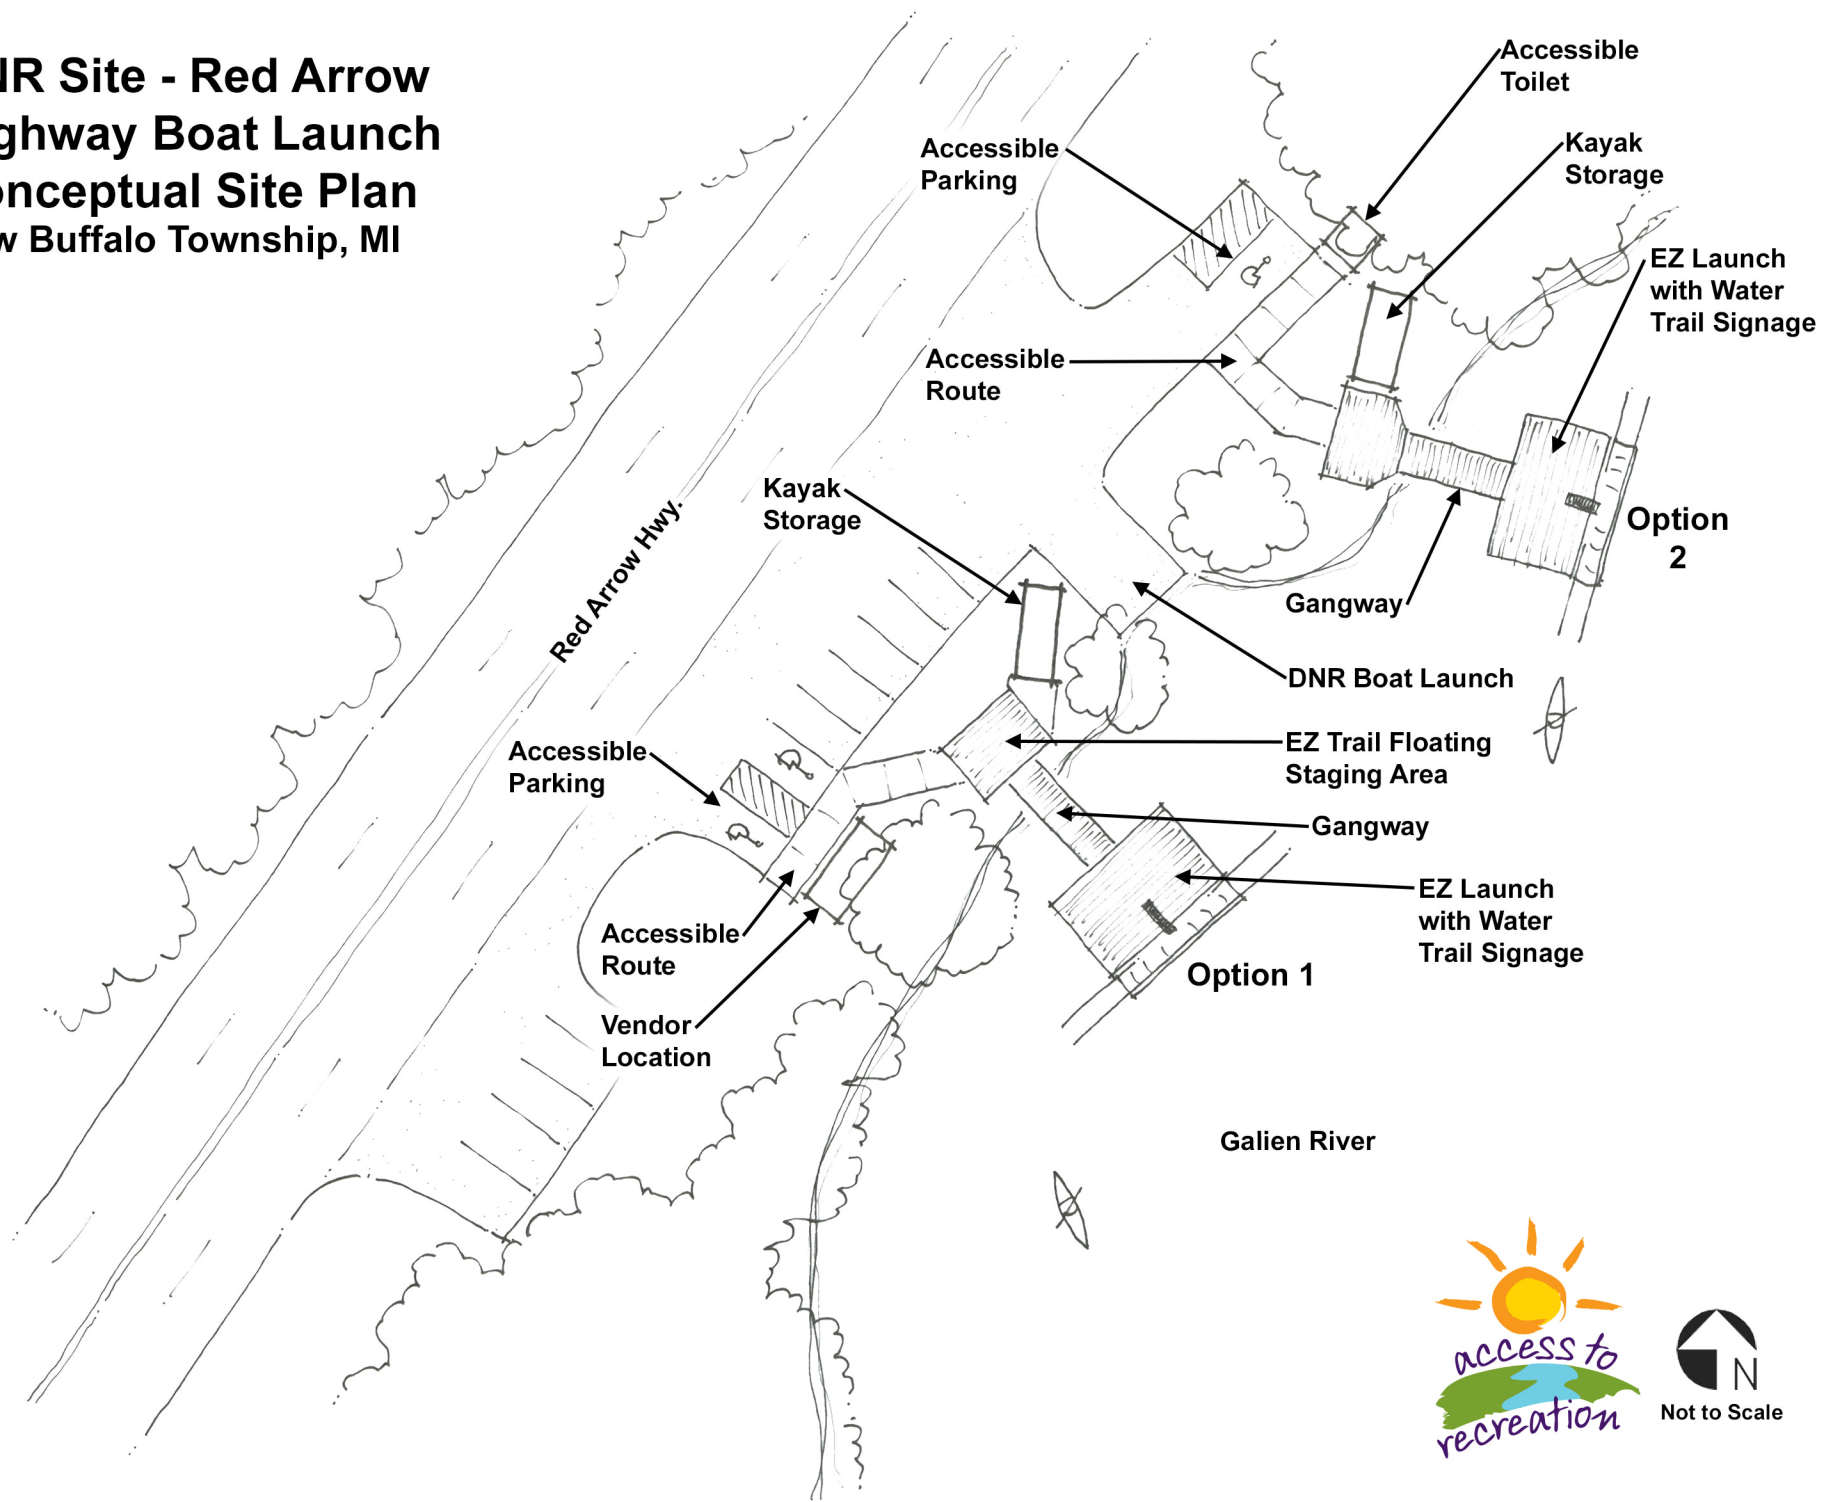 NR Site - Red Arrow
ghway Boat Launch
onceptual Site Plan
w Buffalo Township, MI
Accessible
Toilet
Accessible
Parking
Kayak
Storage
EZ Launch
with Water
Trail Signage
Accessible
Route
Kayak
Storage
Option
2
Red Arrow Hwy.
Gangway
DNR Boat Launch
EZ Trail Floating
Staging Area
Accessible
Parking
Gangway
EZ Launch
with Water
Trail Signage
Accessible
Route
Option 1
Vendor
Location
Galien River
access to
recreation
N
Not to Scale